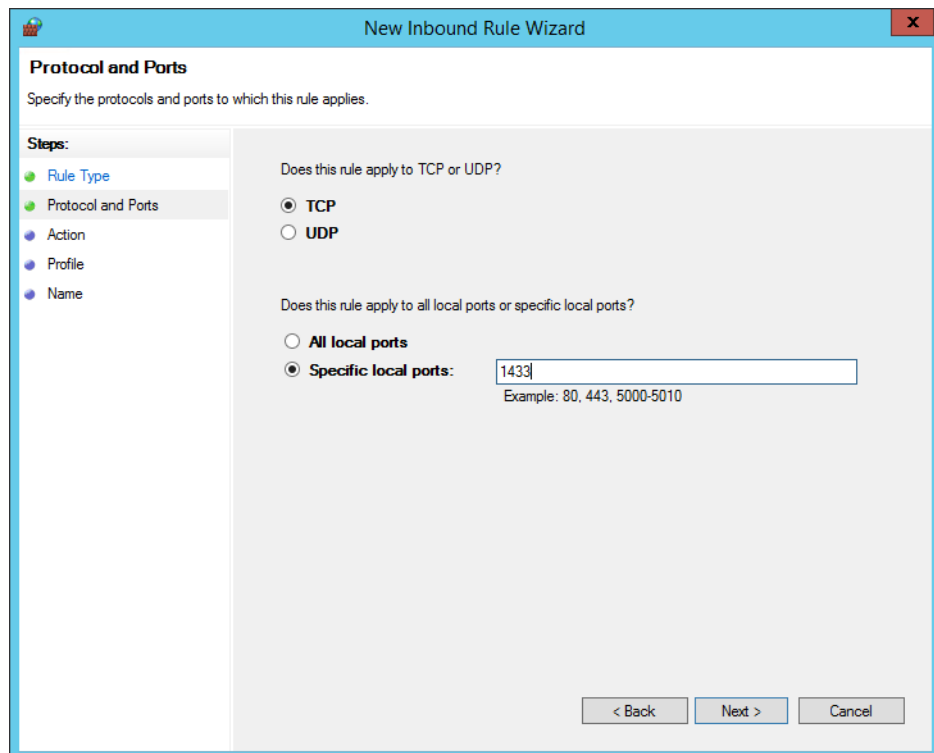 New Inbound Rule Wizard
x
Protocol and Ports
Specify the protocols and ports to which this rule applies.
Steps:
Rule Type
Protocol and Ports
Action
Profile
Name
Does this rule apply to TCP or UDP?
TCP
UDP
Does this rule apply to all local ports or specific local ports?
All local ports
Specific local ports: 1433
Example: 80, 443, 5000-5010
< Back Next > Cancel